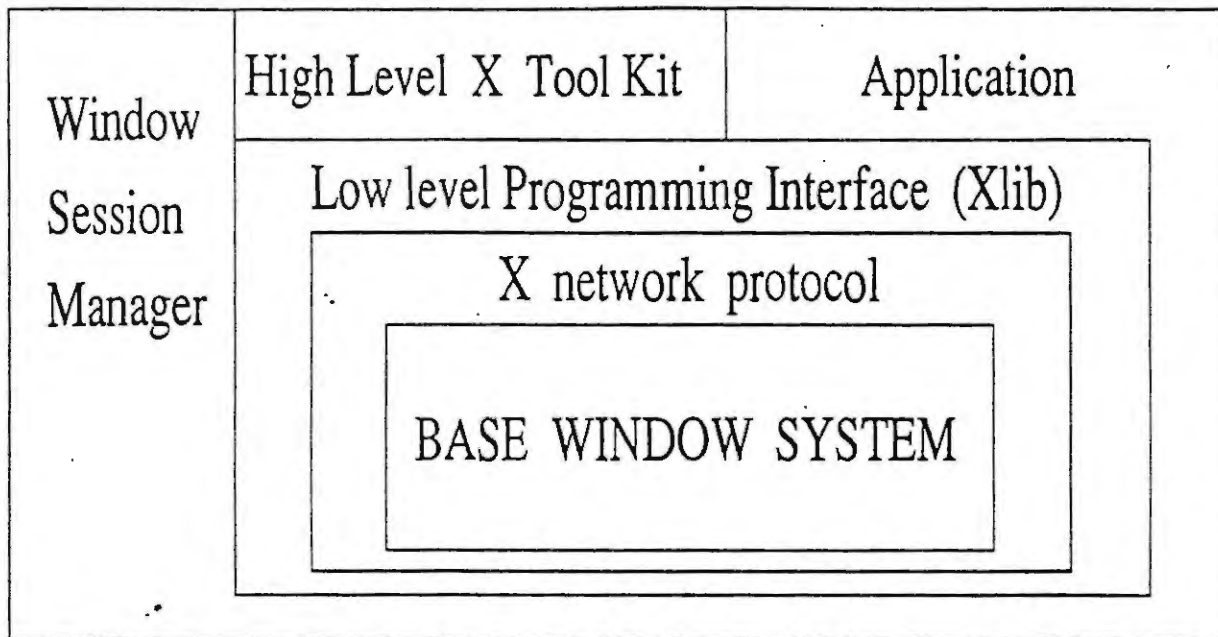 Window
Session
Manager
High Level X Tool Kit
Application
Low level Programming Interface (Xlib)
X network protocol
BASE WINDOW SYSTEM